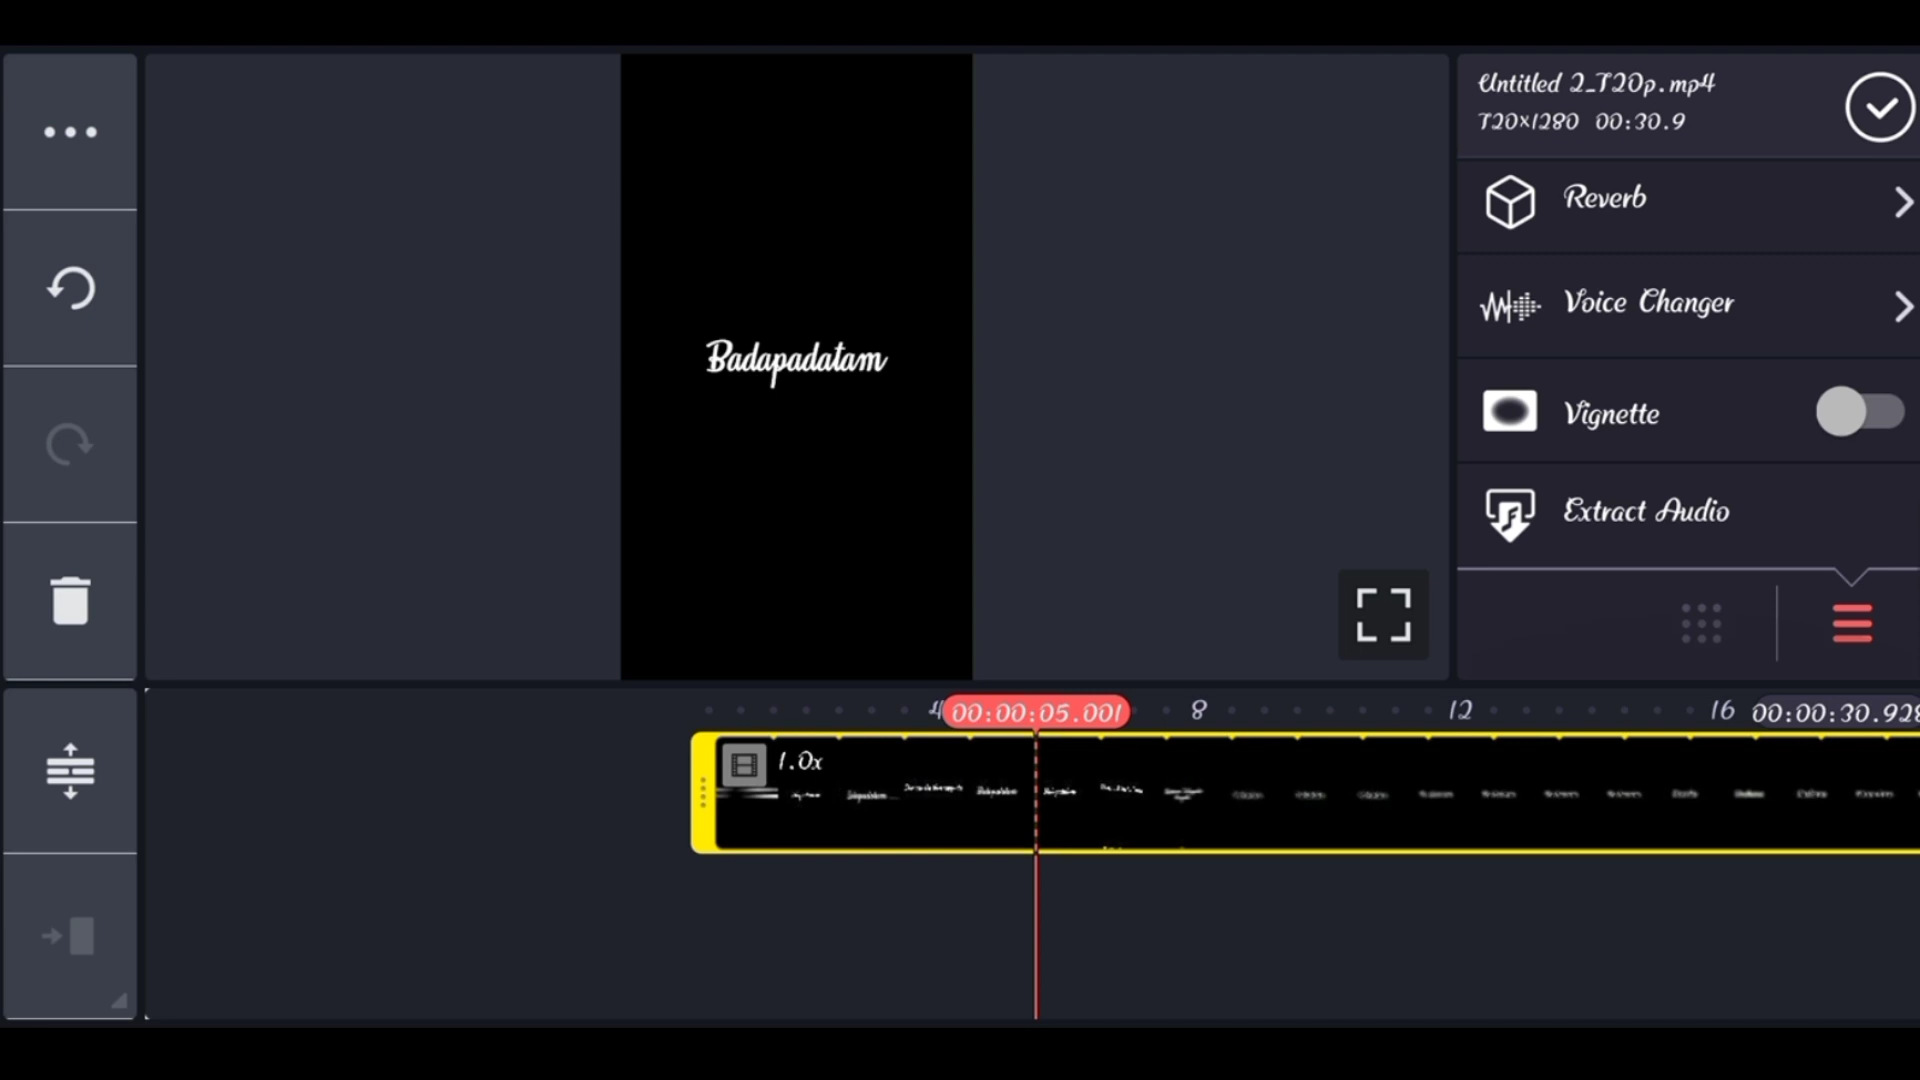 Untitled 2_720p.mp4
720×1280 00:30.9
Reverb
Voice Changer
Vignette
Extract Audio
Badapadatam
4 00:00:05.001 8 12 16 00:00:30.928
1.0x